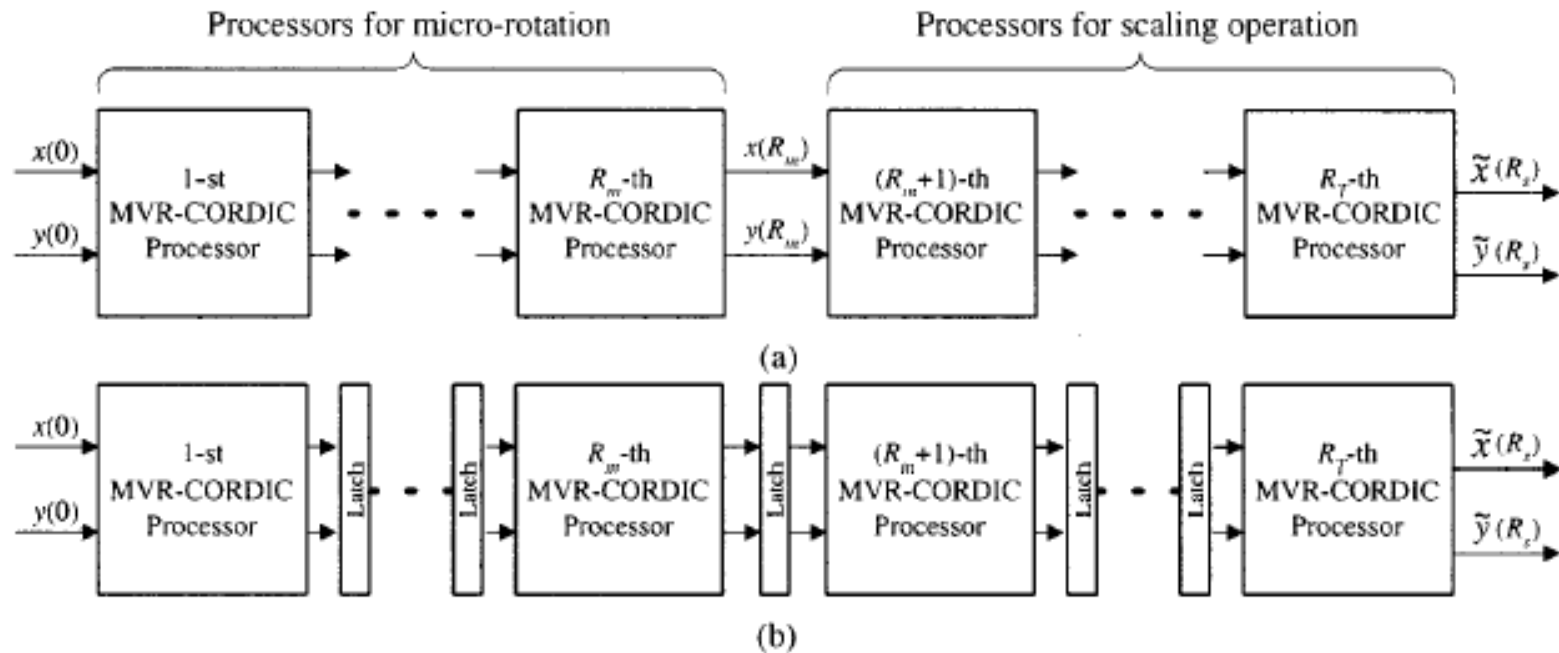 Processors for micro-rotation Processors for scaling operation
x(0)
y(0)
1-st
MVR-CORDIC
Processor
R_m-th
MVR-CORDIC
Processor
x(R_m)
y(R_m)
(R_m+1)-th
MVR-CORDIC
Processor
R_T-th
MVR-CORDIC
Processor
x̃(R_s)
ỹ(R_s)
(a)
x(0)
y(0)
1-st
MVR-CORDIC
Processor
Latch
Latch
R_m-th
MVR-CORDIC
Processor
Latch
(R_m+1)-th
MVR-CORDIC
Processor
Latch
Latch
R_T-th
MVR-CORDIC
Processor
x̃(R_s)
ỹ(R_s)
(b)